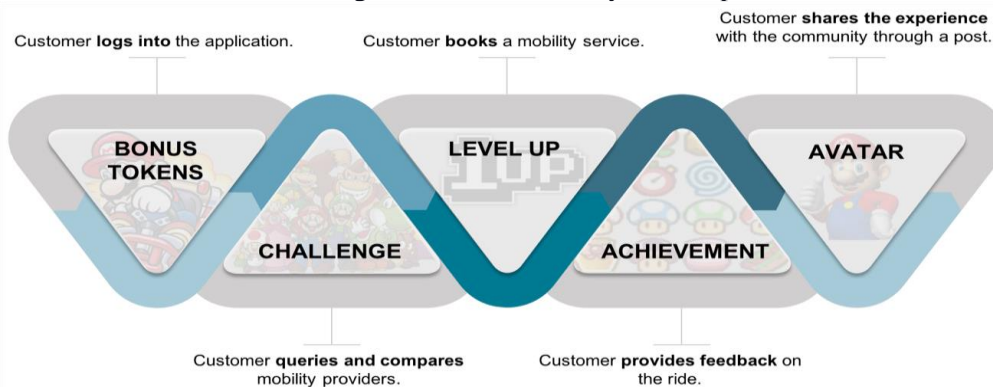 Customer shares the experience
with the community through a post.
Customer logs into the application.
Customer books a mobility service.
BONUS
TOKENS
LEVEL UP
1UP
AVATAR
CHALLENGE
ACHIEVEMENT
Customer queries and compares
mobility providers.
Customer provides feedback on
the ride.